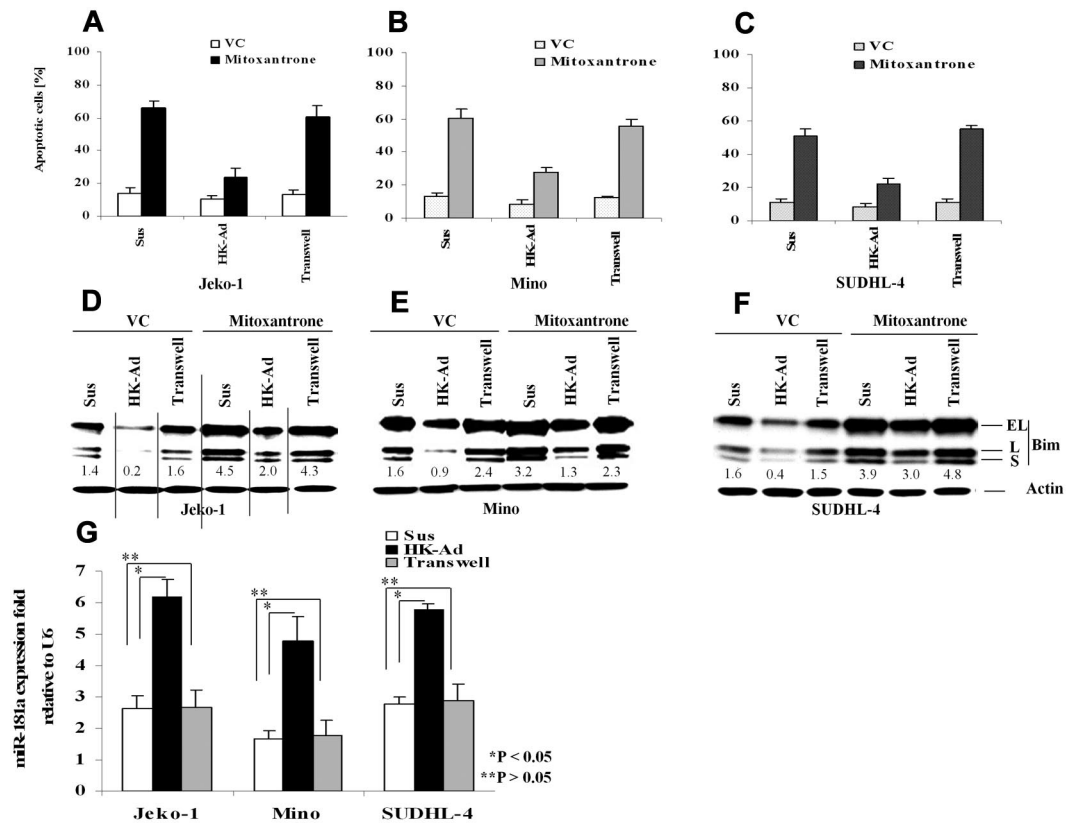 A
VC
Mitoxantrone
Apoptotic cells [%]
100
80
60
40
20
0
Sus
HK-Ad
Transwell
Jeko-1
B
VC
Mitoxantrone
100
80
60
40
20
0
Sus
HK-Ad
Transwell
Mino
C
VC
Mitoxantrone
100
80
60
40
20
0
Sus
HK-Ad
Transwell
SUDHL-4
D
VC Mitoxantrone
Sus HK-Ad Transwell Sus HK-Ad Transwell
1.4 0.2 1.6 4.5 2.0 4.3
Jeko-1
E
VC Mitoxantrone
Sus HK-Ad Transwell Sus HK-Ad Transwell
1.6 0.9 2.4 3.2 1.3 2.3
Mino
F
VC Mitoxantrone
Sus HK-Ad Transwell Sus HK-Ad Transwell
EL
L
S
Bim
1.6 0.4 1.5 3.9 3.0 4.8
Actin
SUDHL-4
G
Sus
HK-Ad
Transwell
miR-181a expression fold
relative to U6
7
6
5
4
3
2
1
0
**
*
**
*
**
*
*P < 0.05
**P > 0.05
Jeko-1 Mino SUDHL-4